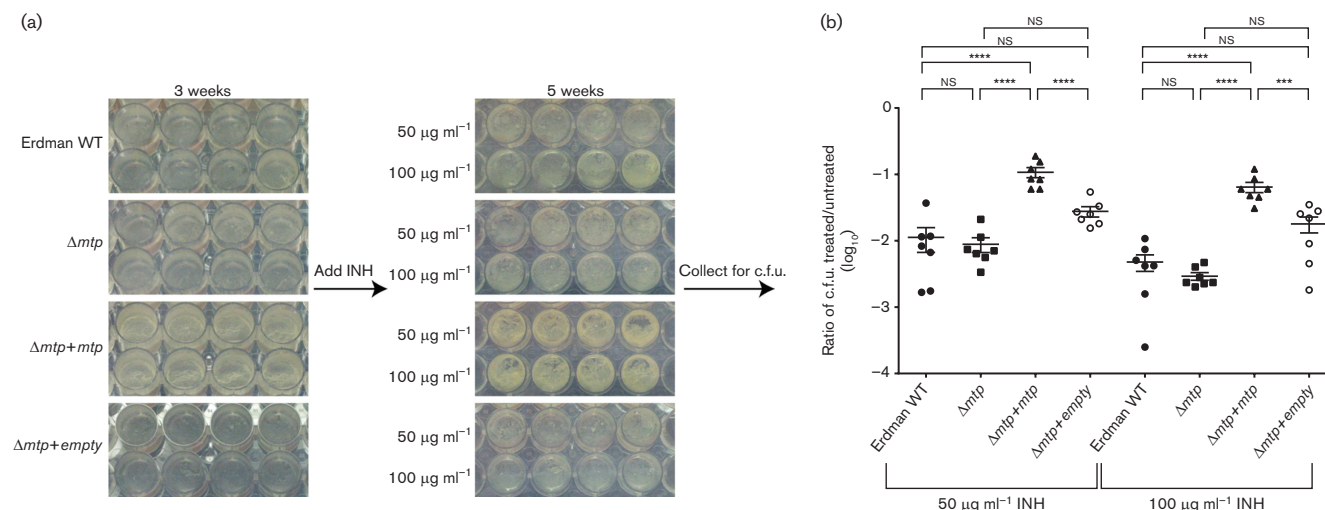 (a)
3 weeks
Erdman WT
Δmtp
Δmtp+mtp
Δmtp+empty
Add INH
5 weeks
50 μg ml⁻¹
100 μg ml⁻¹
50 μg ml⁻¹
100 μg ml⁻¹
50 μg ml⁻¹
100 μg ml⁻¹
50 μg ml⁻¹
100 μg ml⁻¹
Collect for c.f.u.
(b)
NS
NS
NS
NS
****
****
NS
****
****
NS
****
***
Ratio of c.f.u. treated/untreated
(log₁₀)
0
−1
−2
−3
−4
Erdman WT
Δmtp
Δmtp+mtp
Δmtp+empty
Erdman WT
Δmtp
Δmtp+mtp
Δmtp+empty
50 μg ml⁻¹ INH
100 μg ml⁻¹ INH